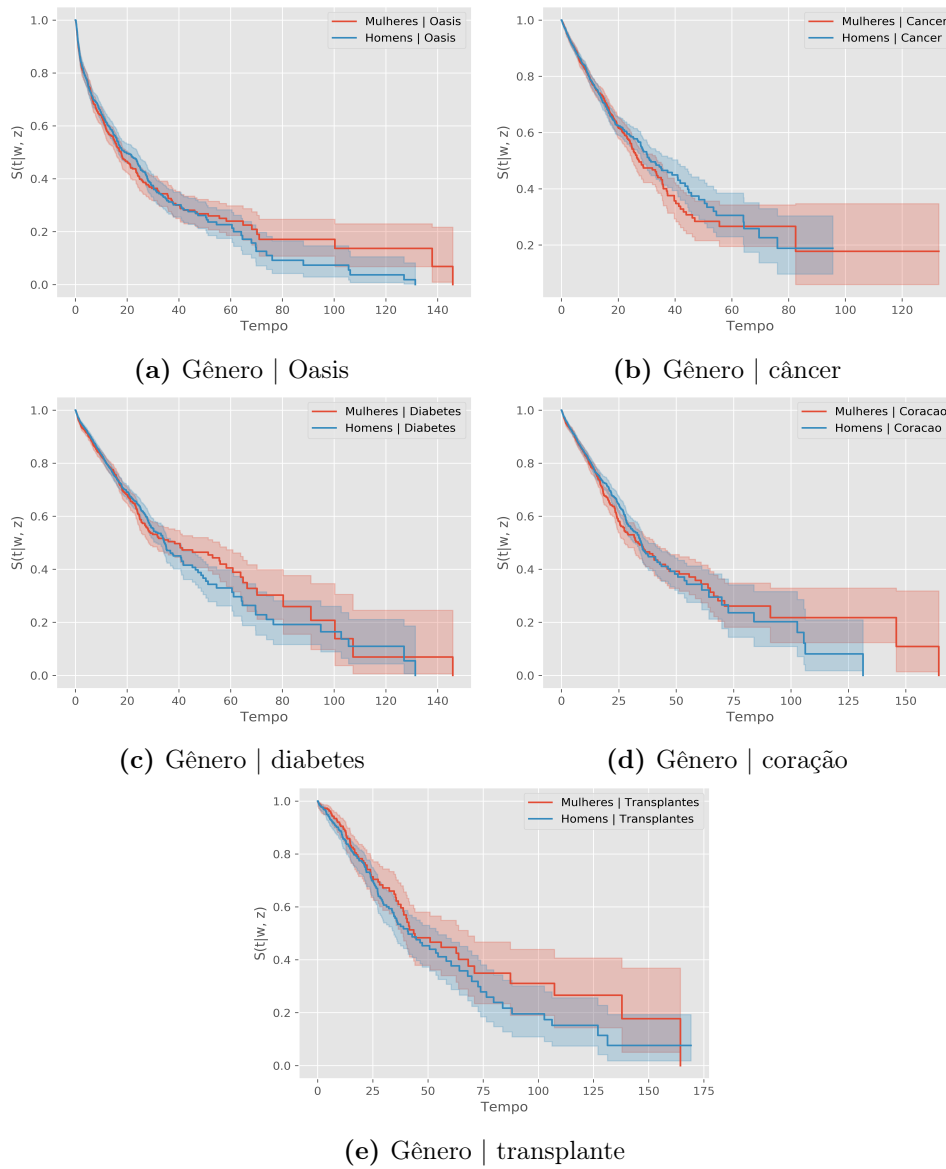 Mulheres | Oasis
Homens | Oasis
S(t|w, z)
1.0
0.8
0.6
0.4
0.2
0.0
0 20 40 60 80 100 120 140
Tempo
(a) Gênero | Oasis
Mulheres | Cancer
Homens | Cancer
S(t|w, z)
1.0
0.8
0.6
0.4
0.2
0 20 40 60 80 100 120
Tempo
(b) Gênero | câncer
Mulheres | Diabetes
Homens | Diabetes
S(t|w, z)
1.0
0.8
0.6
0.4
0.2
0.0
0 20 40 60 80 100 120 140
Tempo
(c) Gênero | diabetes
Mulheres | Coracao
Homens | Coracao
S(t|w, z)
1.0
0.8
0.6
0.4
0.2
0.0
0 25 50 75 100 125 150
Tempo
(d) Gênero | coração
Mulheres | Transplantes
Homens | Transplantes
S(t|w, z)
1.0
0.8
0.6
0.4
0.2
0.0
0 25 50 75 100 125 150 175
Tempo
(e) Gênero | transplante